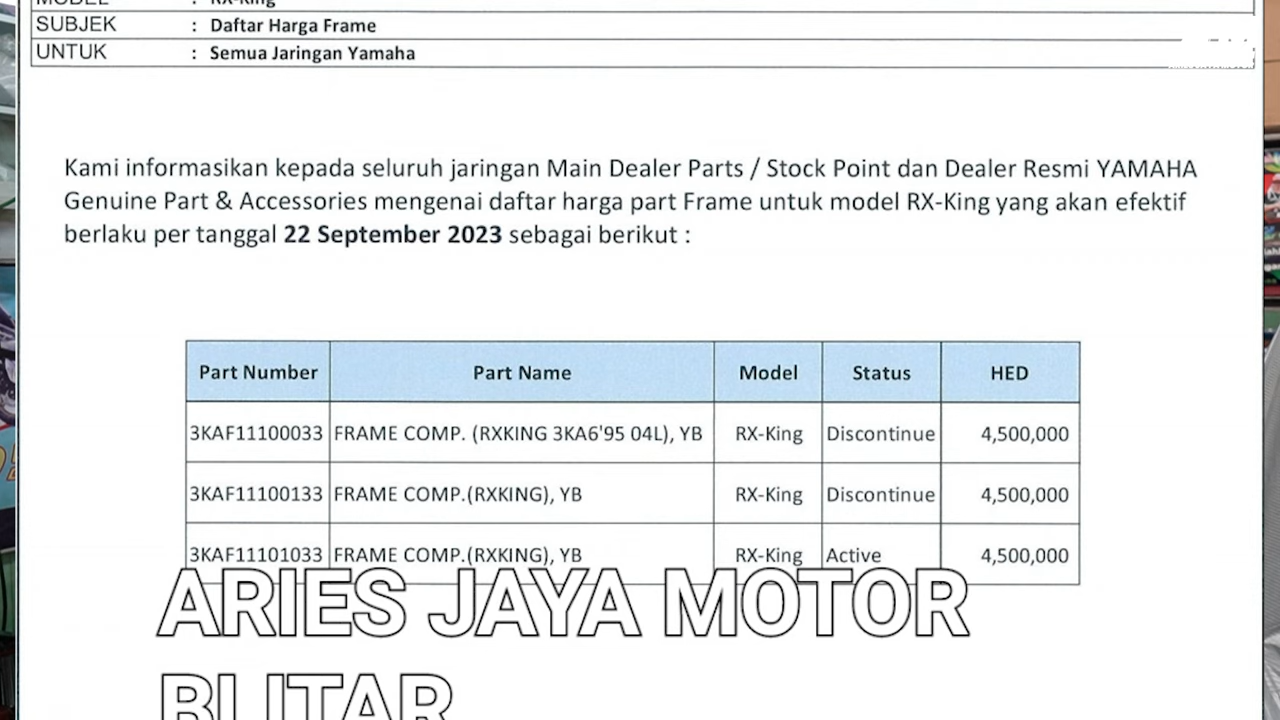 MODEL : RX-King
SUBJEK : Daftar Harga Frame
UNTUK : Semua Jaringan Yamaha
Kami informasikan kepada seluruh jaringan Main Dealer Parts / Stock Point dan Dealer Resmi YAMAHA
Genuine Part & Accessories mengenai daftar harga part Frame untuk model RX-King yang akan efektif
berlaku per tanggal 22 September 2023 sebagai berikut :
Part Number Part Name Model Status HED
3KAF11100033 FRAME COMP. (RXKING 3KA6'95 04L), YB RX-King Discontinue 4,500,000
3KAF11100133 FRAME COMP.(RXKING), YB RX-King Discontinue 4,500,000
3KAF11101033 FRAME COMP.(RXKING), YB RX-King Active 4,500,000
ARIES JAYA MOTOR
BLITAR